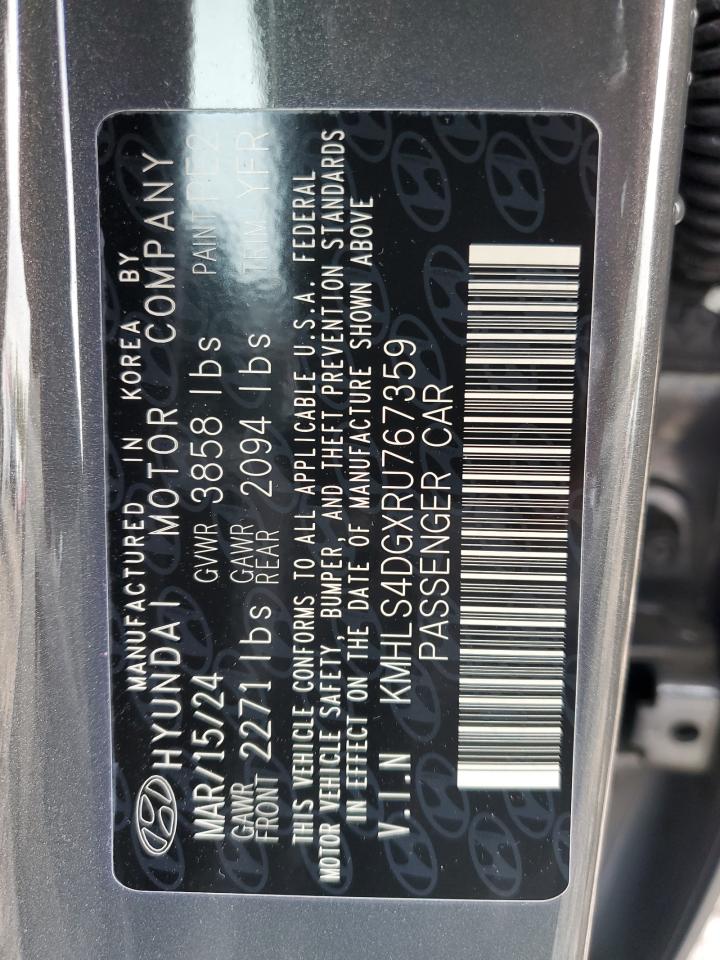 MANUFACTURED IN KOREA BY
HYUNDAI MOTOR COMPANY
MAR/15/24 GVWR 3858 lbs PAINT PE2
GAWR FRONT 2271 lbs GAWR REAR 2094 lbs TRIM YFR
THIS VEHICLE CONFORMS TO ALL APPLICABLE U.S.A. FEDERAL
MOTOR VEHICLE SAFETY, BUMPER, AND THEFT PREVENTION STANDARDS
IN EFFECT ON THE DATE OF MANUFACTURE SHOWN ABOVE
V.I.N KMHLS4DGXRU767359
PASSENGER CAR